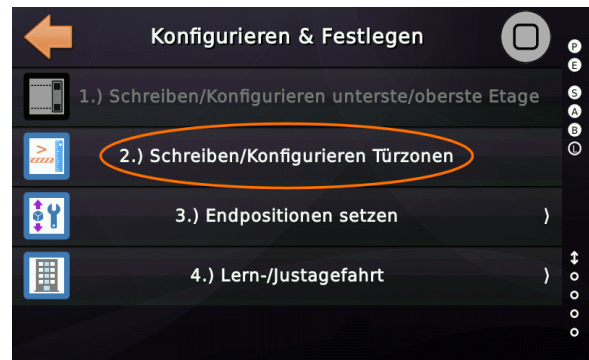 Konfigurieren & Festlegen
1.) Schreiben/Konfigurieren unterste/oberste Etage
2.) Schreiben/Konfigurieren Türzonen
3.) Endpositionen setzen
4.) Lern-/Justagefahrt
P
E
S
A
B
L